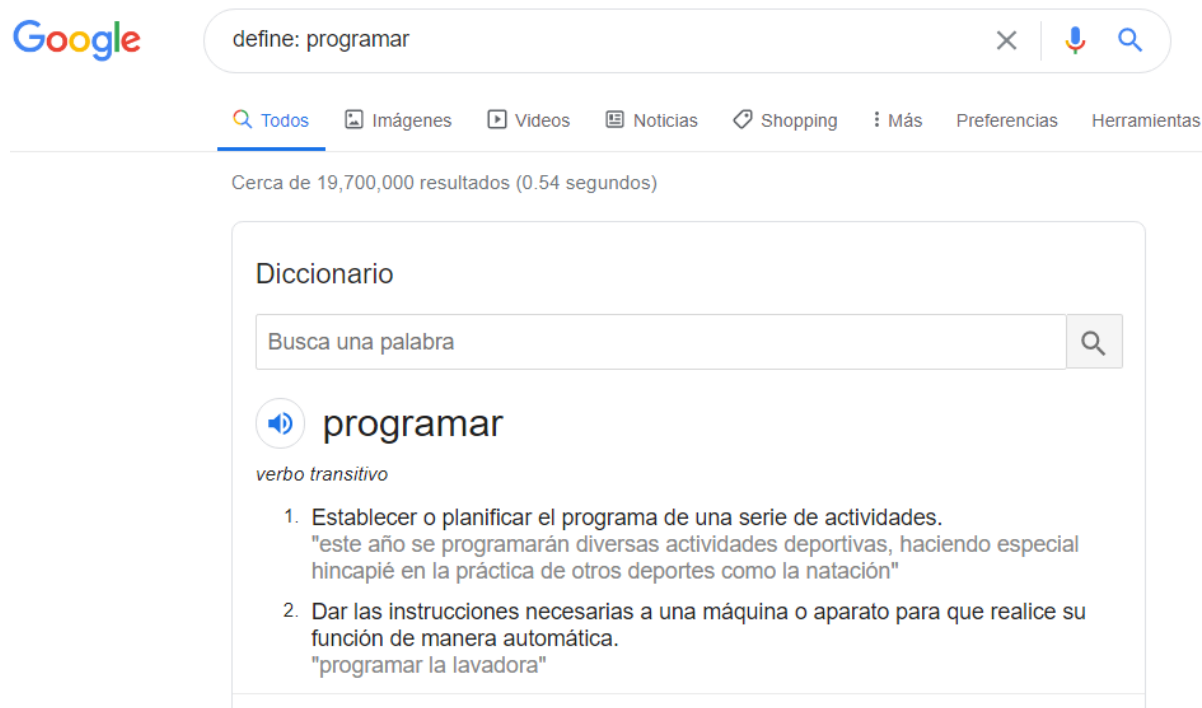 Google
define: programar
Todos Imágenes Videos Noticias Shopping Más Preferencias Herramientas
Cerca de 19,700,000 resultados (0.54 segundos)
Diccionario
Busca una palabra
programar
verbo transitivo
1. Establecer o planificar el programa de una serie de actividades.
"este año se programarán diversas actividades deportivas, haciendo especial
hincapié en la práctica de otros deportes como la natación"
2. Dar las instrucciones necesarias a una máquina o aparato para que realice su
función de manera automática.
"programar la lavadora"